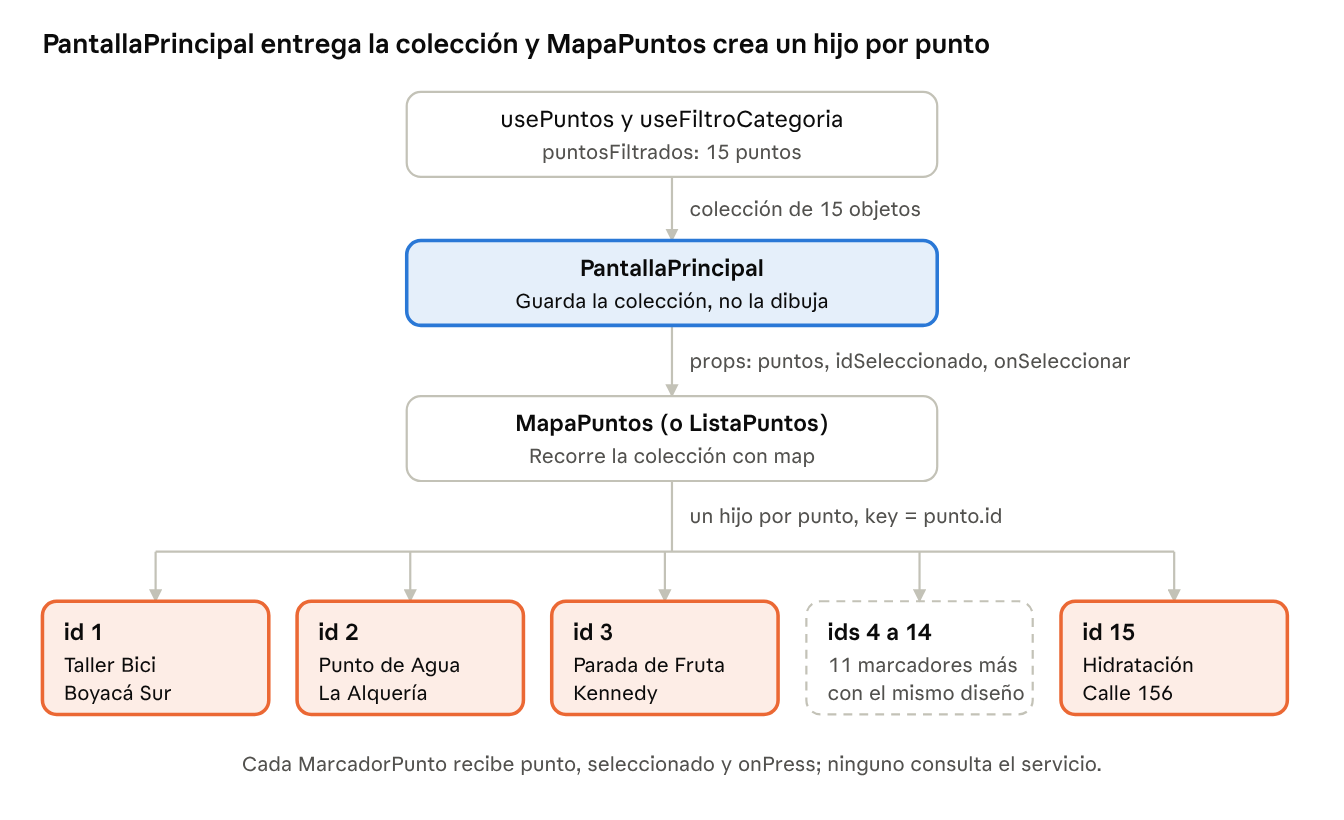 PantallaPrincipal entrega la colección y MapaPuntos crea un hijo por punto
usePuntos y useFiltroCategoria
puntosFiltrados: 15 puntos
colección de 15 objetos
PantallaPrincipal
Guarda la colección, no la dibuja
props: puntos, idSeleccionado, onSeleccionar
MapaPuntos (o ListaPuntos)
Recorre la colección con map
un hijo por punto, key = punto.id
id 1
Taller Bici
Boyacá Sur
id 2
Punto de Agua
La Alquería
id 3
Parada de Fruta
Kennedy
ids 4 a 14
11 marcadores más
con el mismo diseño
id 15
Hidratación
Calle 156
Cada MarcadorPunto recibe punto, seleccionado y onPress; ninguno consulta el servicio.